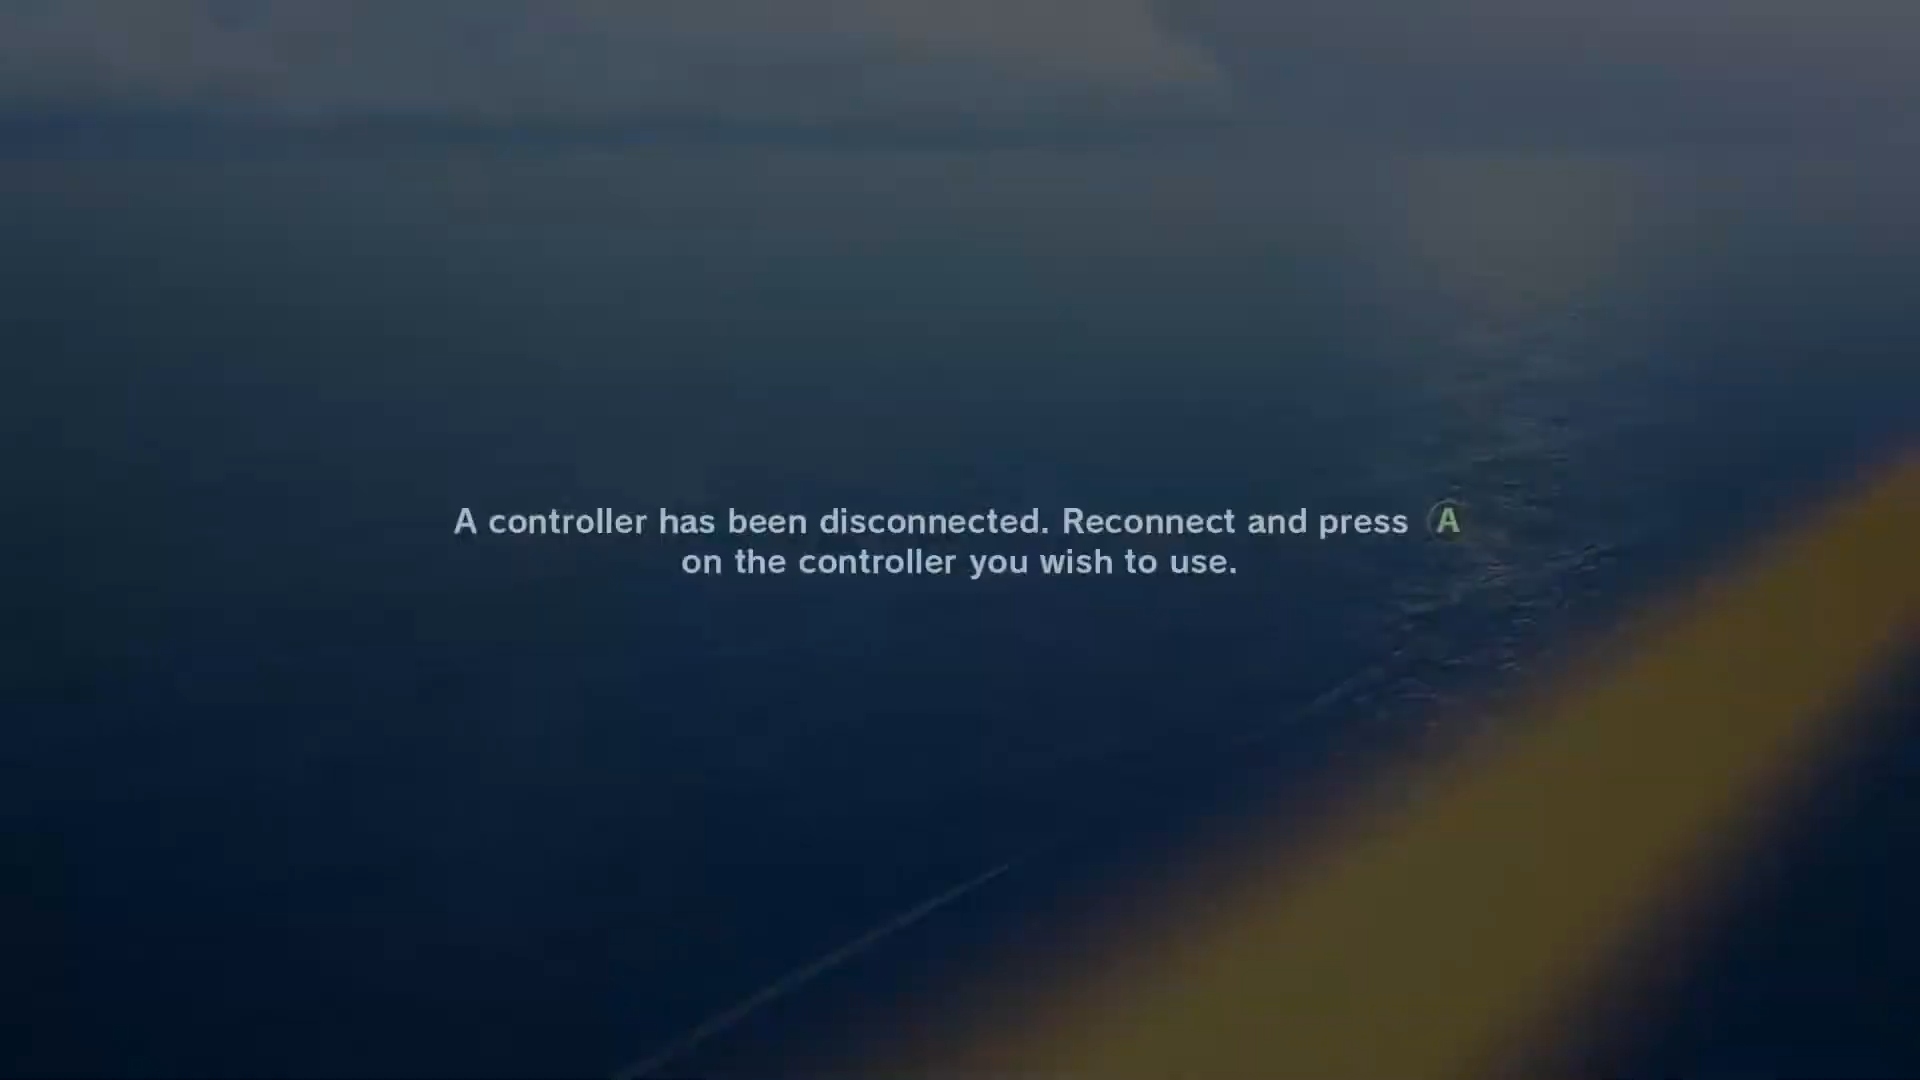 A controller has been disconnected. Reconnect and press A
on the controller you wish to use.